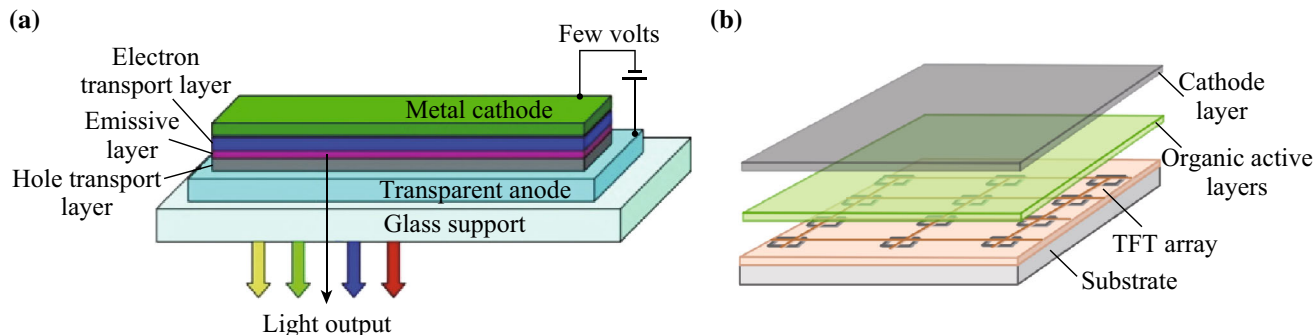 (a)
Few volts
Electron
transport layer
Metal cathode
Emissive
layer
Hole transport
layer
Transparent anode
Glass support
Light output
(b)
Cathode
layer
Organic active
layers
TFT array
Substrate